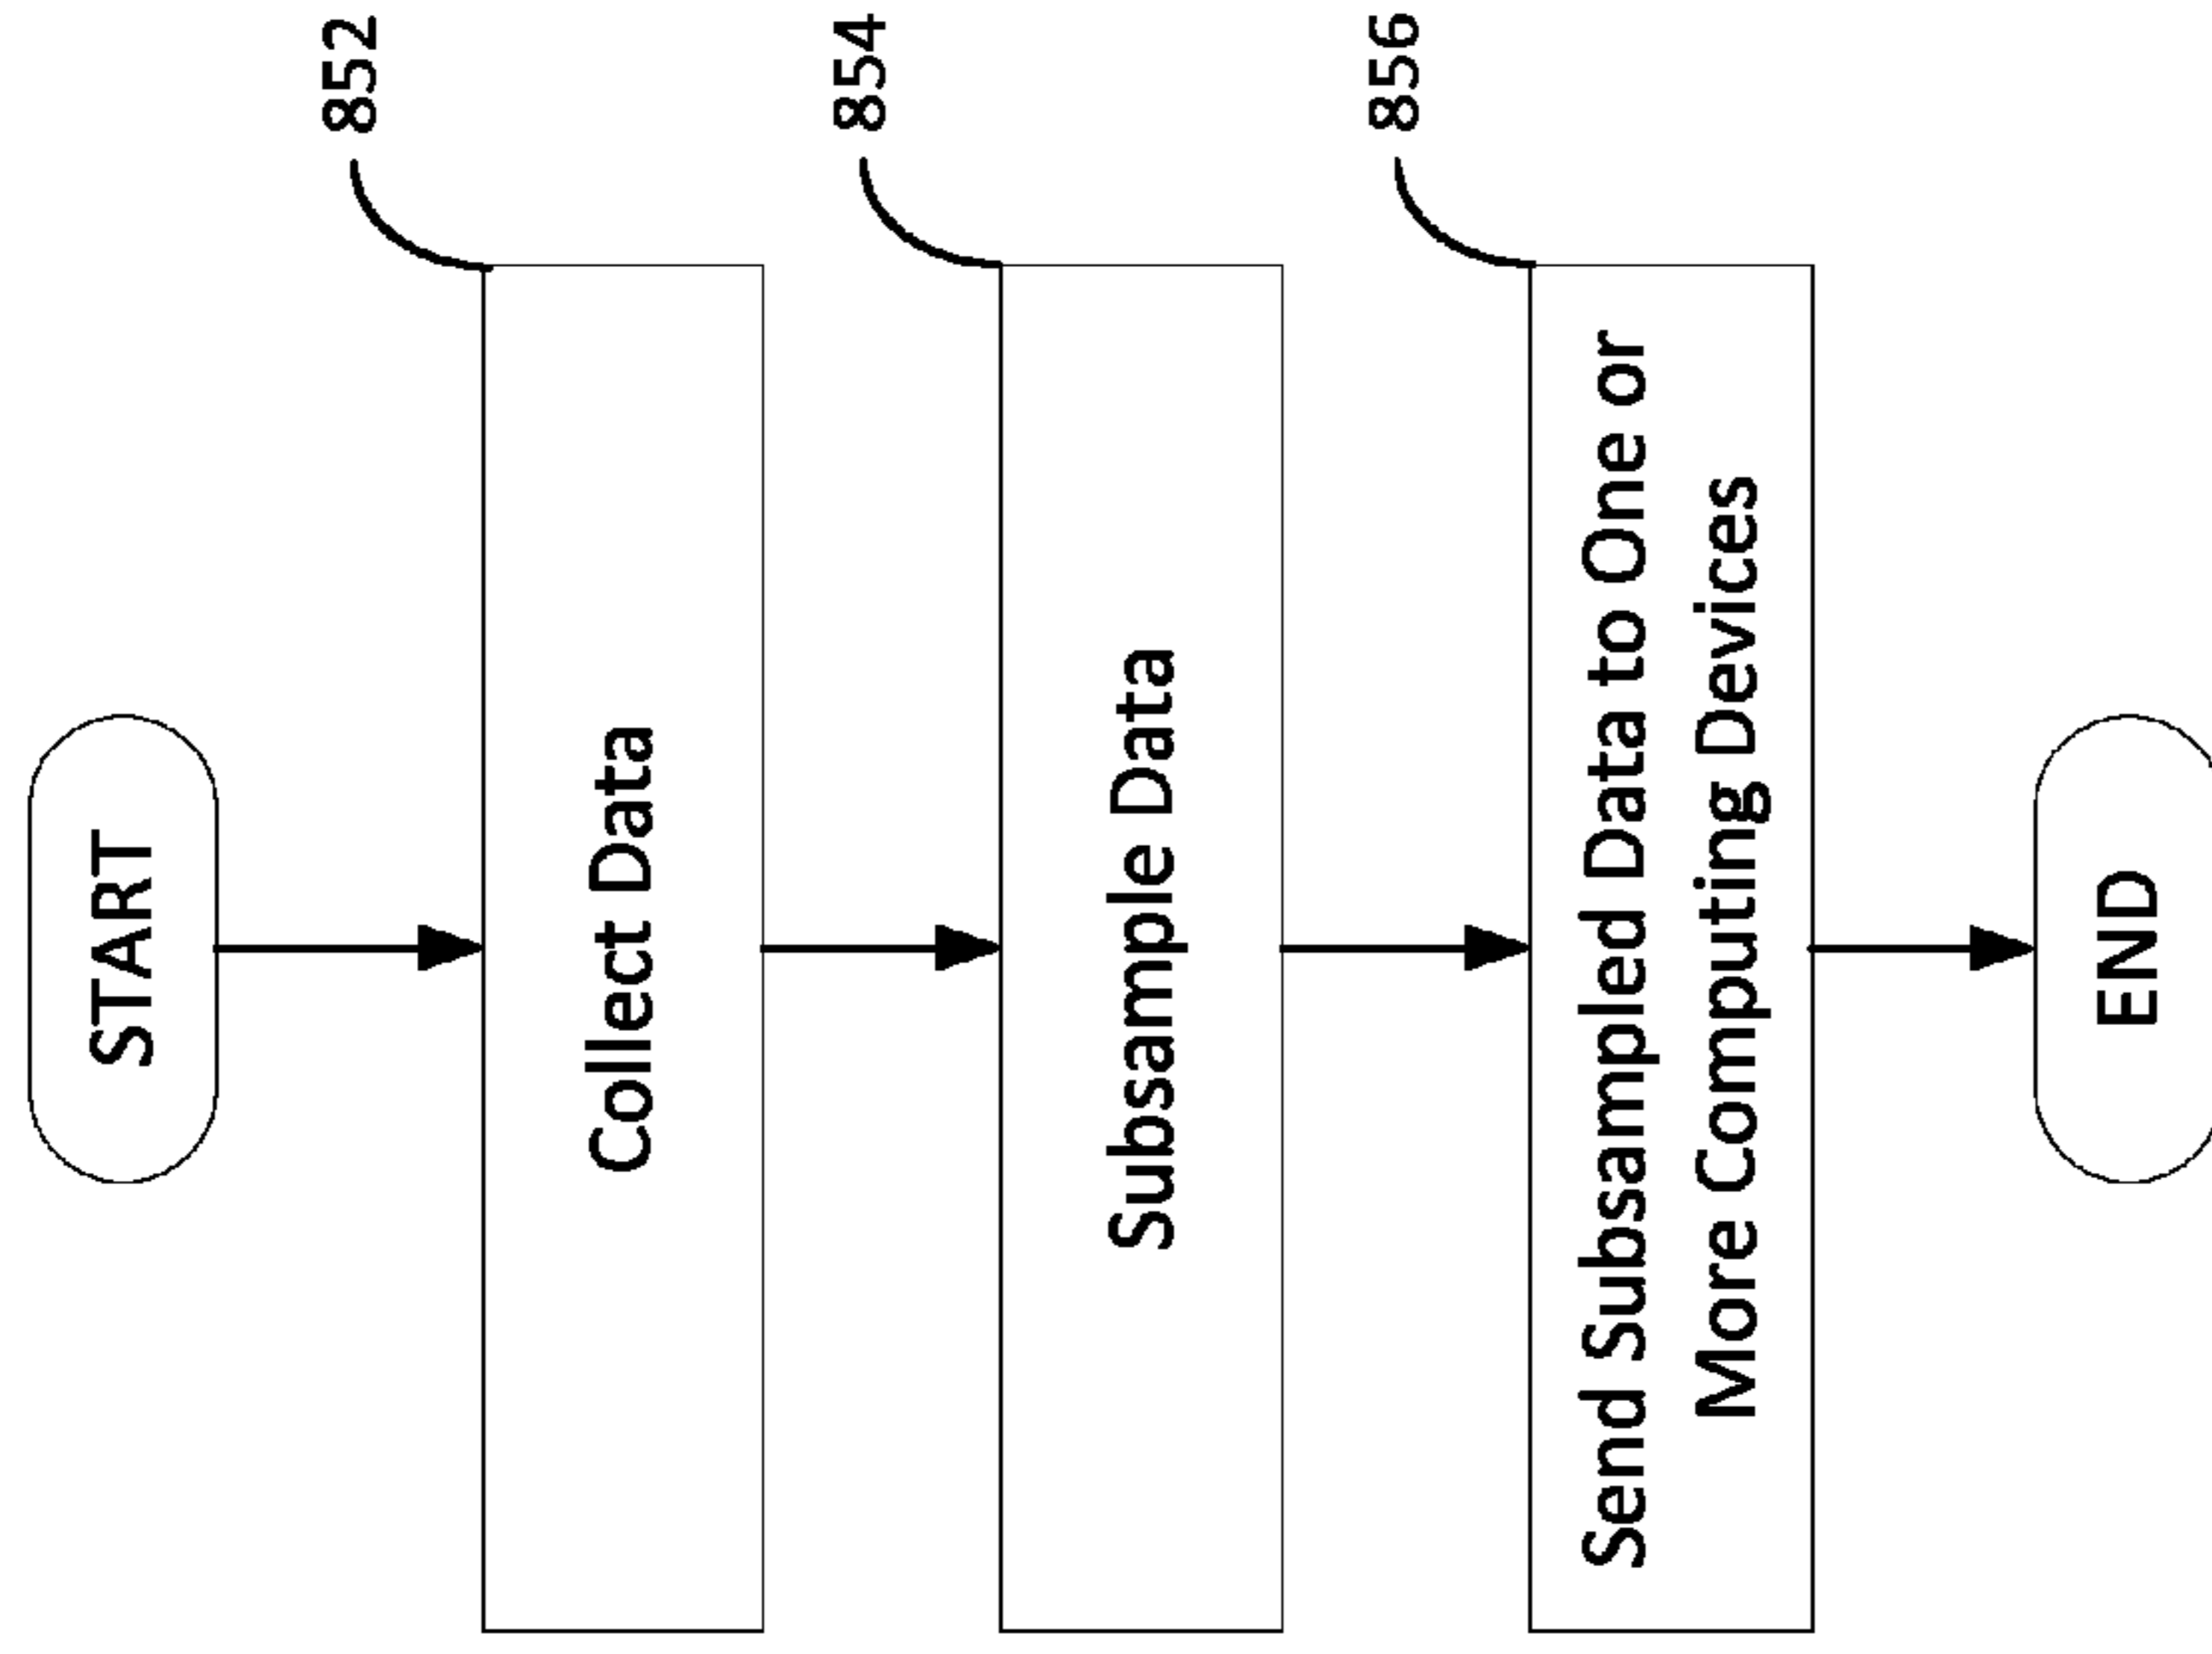 START
852
Collect Data
854
Subsample Data
856
Send Subsampled Data to One or
More Computing Devices
END